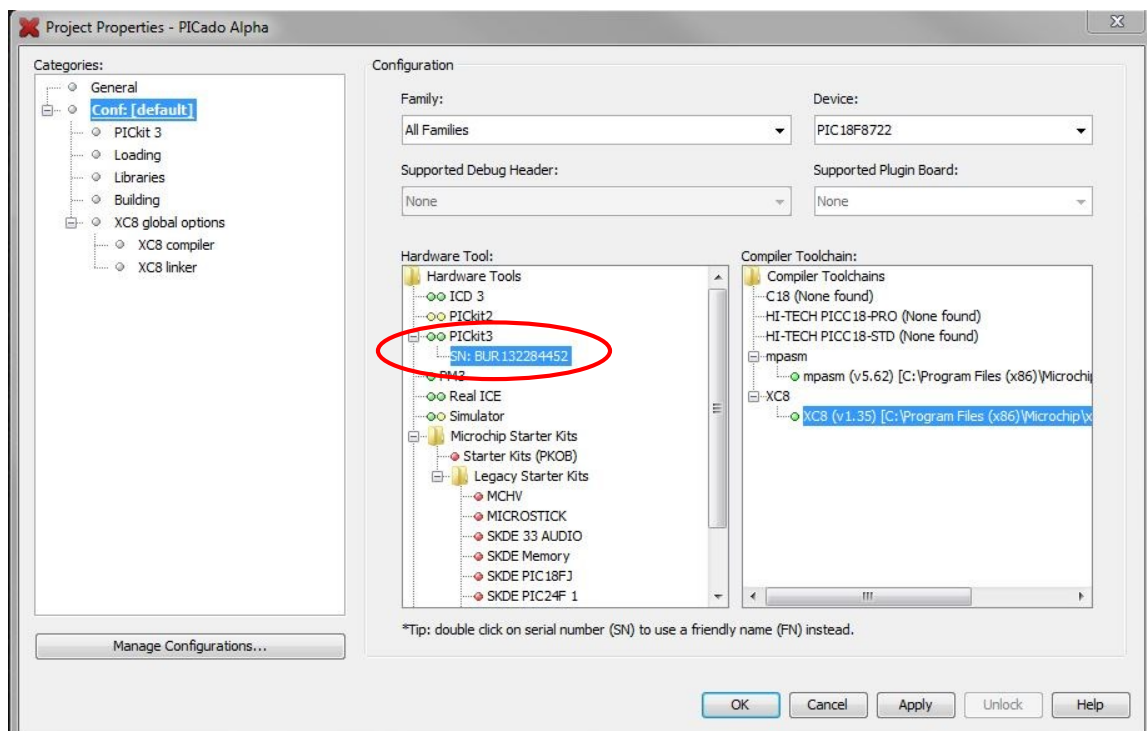 Project Properties - PICado Alpha
Categories:
General
Conf: [default]
PICkit 3
Loading
Libraries
Building
XC8 global options
XC8 compiler
XC8 linker
Manage Configurations...
Configuration
Family:
All Families
Device:
PIC18F8722
Supported Debug Header:
None
Supported Plugin Board:
None
Hardware Tool:
Hardware Tools
ICD 3
PICkit2
PICkit3
SN: BUR132284452
PM3
Real ICE
Simulator
Microchip Starter Kits
Starter Kits (PKOB)
Legacy Starter Kits
MCHV
MICROSTICK
SKDE 33 AUDIO
SKDE Memory
SKDE PIC18FJ
SKDE PIC24F 1
Compiler Toolchain:
Compiler Toolchains
C18 (None found)
HI-TECH PICC18-PRO (None found)
HI-TECH PICC18-STD (None found)
mpasm
mpasm (v5.62) [C:\Program Files (x86)\Microchip
XC8
XC8 (v1.35) [C:\Program Files (x86)\Microchip\x
*Tip: double click on serial number (SN) to use a friendly name (FN) instead.
OK
Cancel
Apply
Unlock
Help